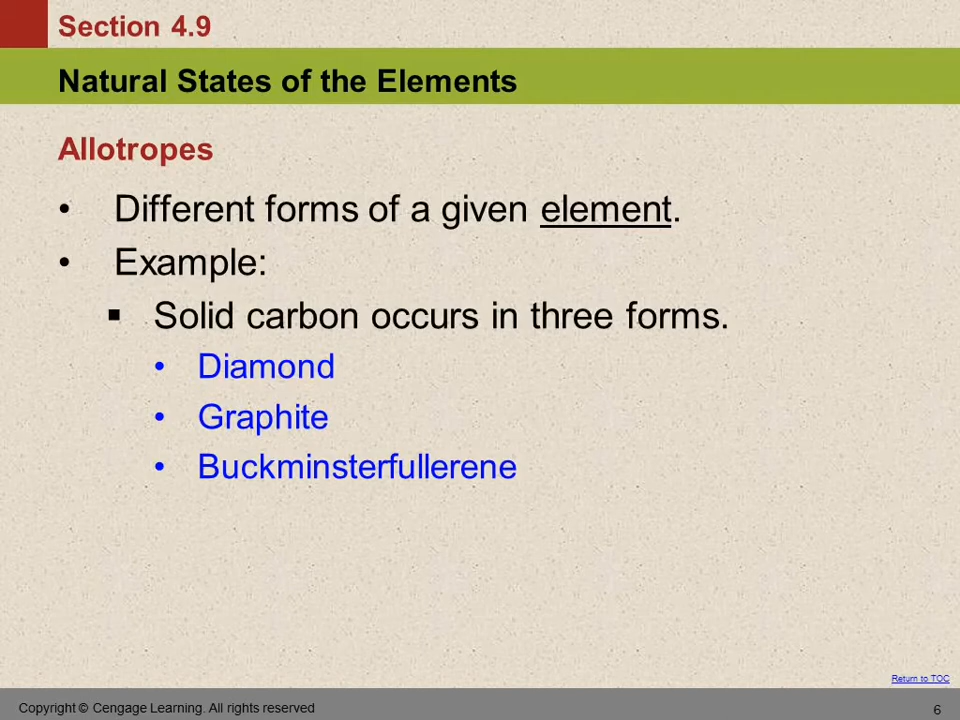 Section 4.9
Natural States of the Elements
Allotropes
• Different forms of a given element.
• Example:
▪ Solid carbon occurs in three forms.
• Diamond
• Graphite
• Buckminsterfullerene
Return to TOC
Copyright © Cengage Learning. All rights reserved
6